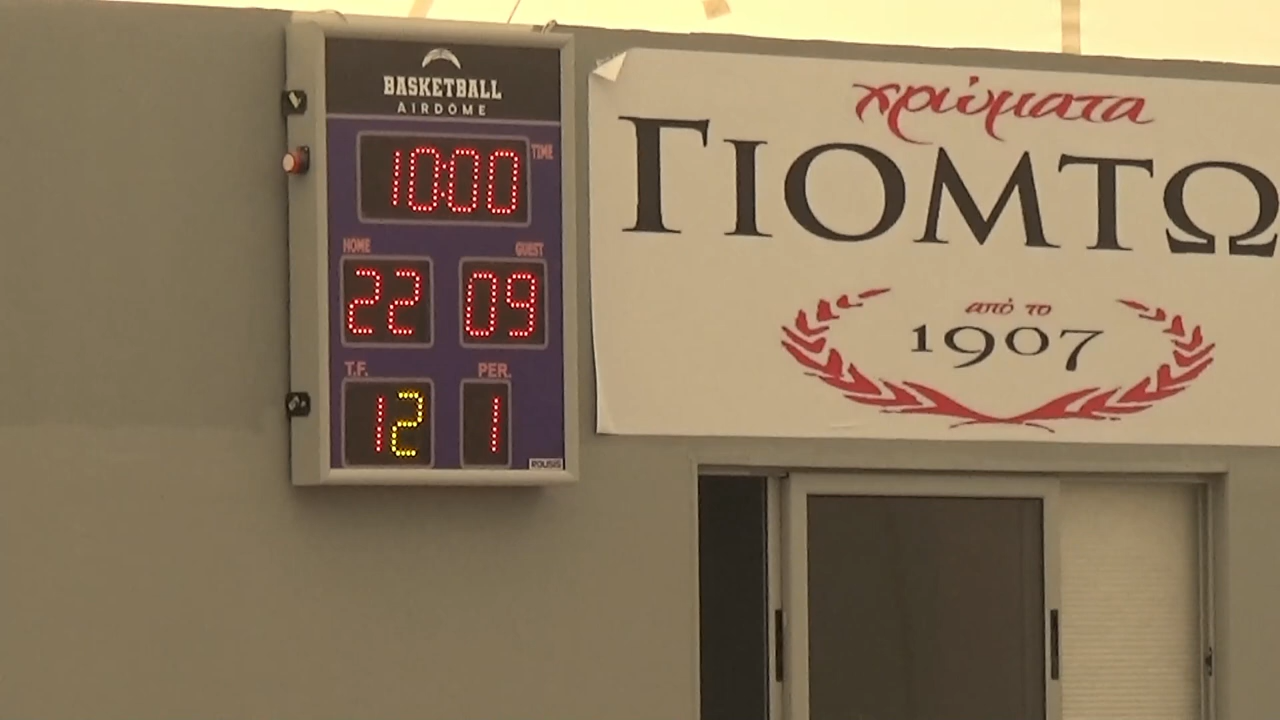 BASKETBALL
AIRDOME
10:00
TIME
HOME
GUEST
22
09
T.F.
PER.
12
1
ROUSIS
χρώματα
ΓΙΟΜΤΩ
από το
1907